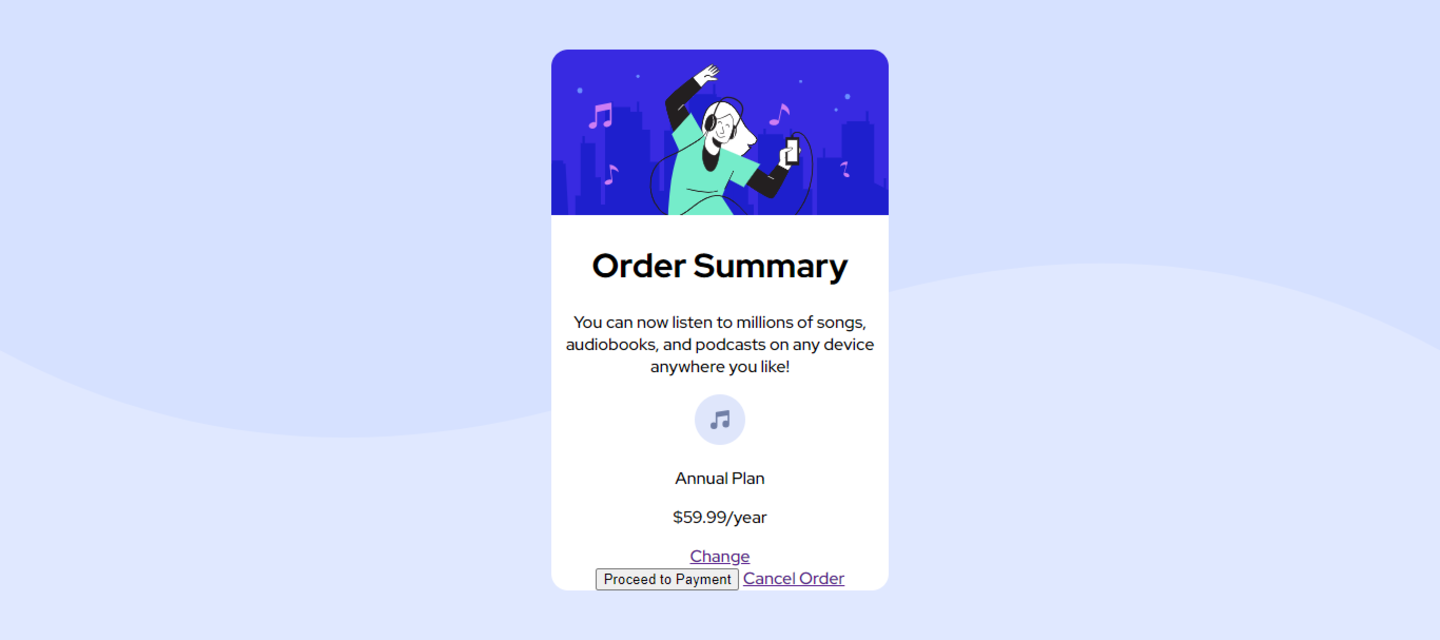 Order Summary
You can now listen to millions of songs,
audiobooks, and podcasts on any device
anywhere you like!
Annual Plan
$59.99/year
Change
Proceed to Payment Cancel Order